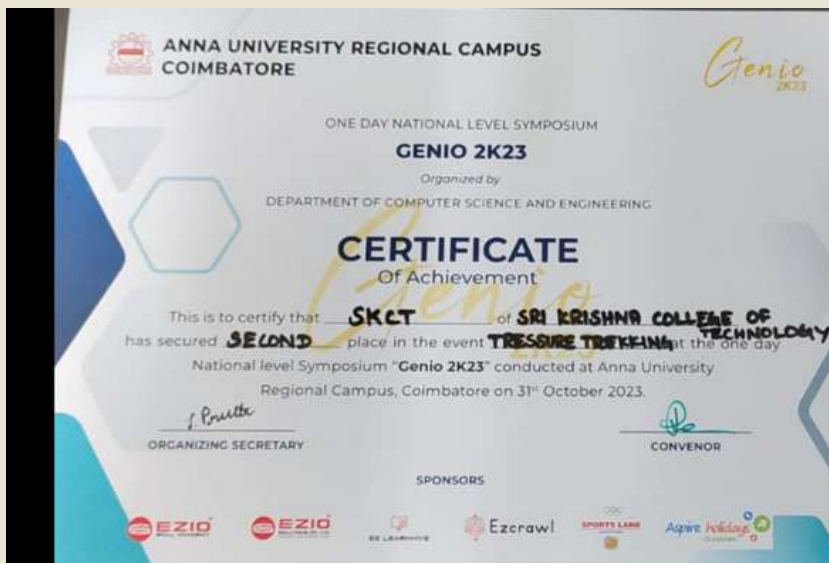 ANNA UNIVERSITY REGIONAL CAMPUS
COIMBATORE
Genio
2K23
ONE DAY NATIONAL LEVEL SYMPOSIUM
GENIO 2K23
Organized by
DEPARTMENT OF COMPUTER SCIENCE AND ENGINEERING
CERTIFICATE
Of Achievement
This is to certify that SKCT of SRI KRISHNA COLLEGE OF
TECHNOLOGY
has secured SECOND place in the event TRESSURE TREKKING at the one day
National level Symposium "Genio 2K23" conducted at Anna University
Regional Campus, Coimbatore on 31st October 2023.
ORGANIZING SECRETARY
CONVENOR
SPONSORS
EZIO
EZIO
Ezcrawl
SPORTS LAND
Aspire holidays